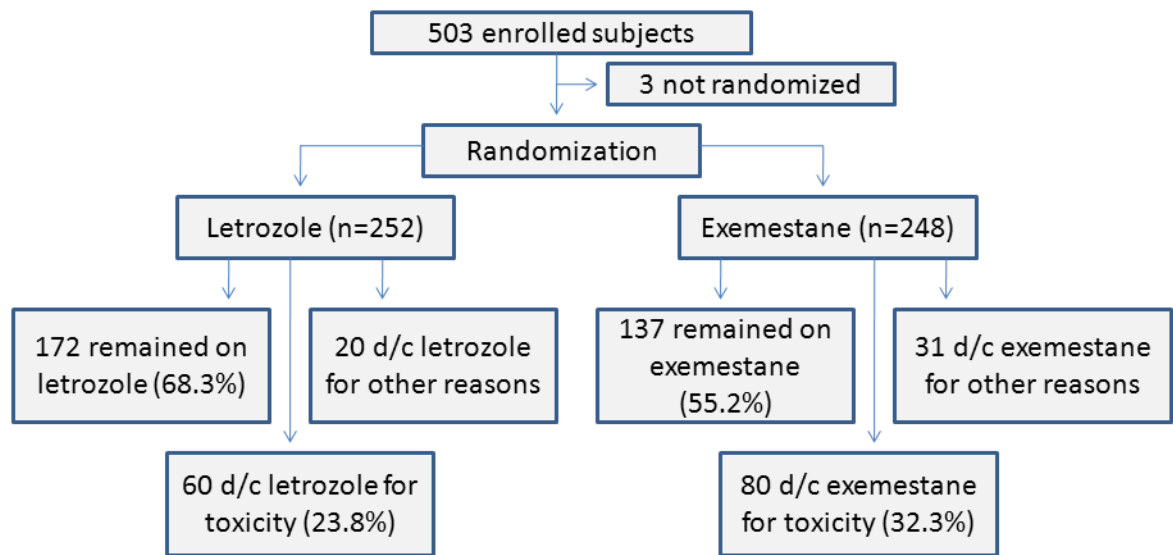 503 enrolled subjects
3 not randomized
Randomization
Letrozole (n=252)
Exemestane (n=248)
172 remained on
letrozole (68.3%)
20 d/c letrozole
for other reasons
137 remained on
exemestane
(55.2%)
31 d/c exemestane
for other reasons
60 d/c letrozole for
toxicity (23.8%)
80 d/c exemestane
for toxicity (32.3%)